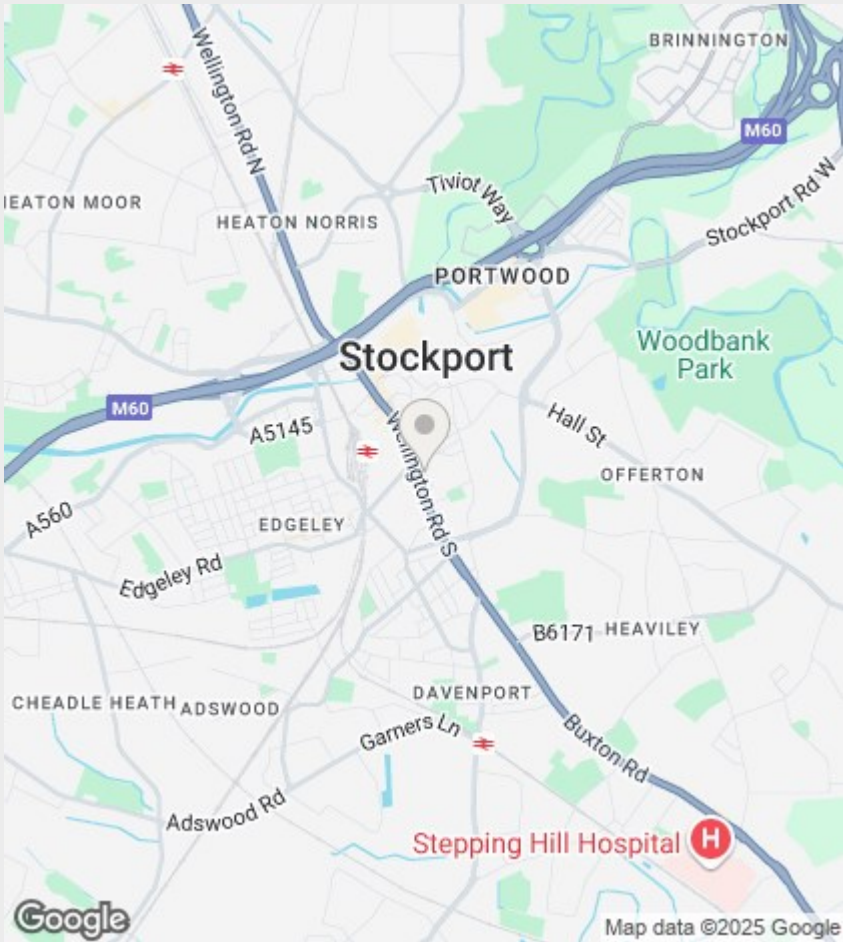 BRINNINGTON
Wellington Rd N
M60
Tiviot Way
HEATON MOOR
HEATON NORRIS
Stockport Rd W
PORTWOOD
Woodbank
Park
Stockport
M60
A5145
Hall St
Wellington Rd S
OFFERTON
A560
EDGELEY
Edgeley Rd
B6171
HEAVILEY
CHEADLE HEATH
ADSWOOD
DAVENPORT
Garners Ln
Buxton Rd
Adswood Rd
Stepping Hill Hospital
H
Google
Map data ©2025 Google